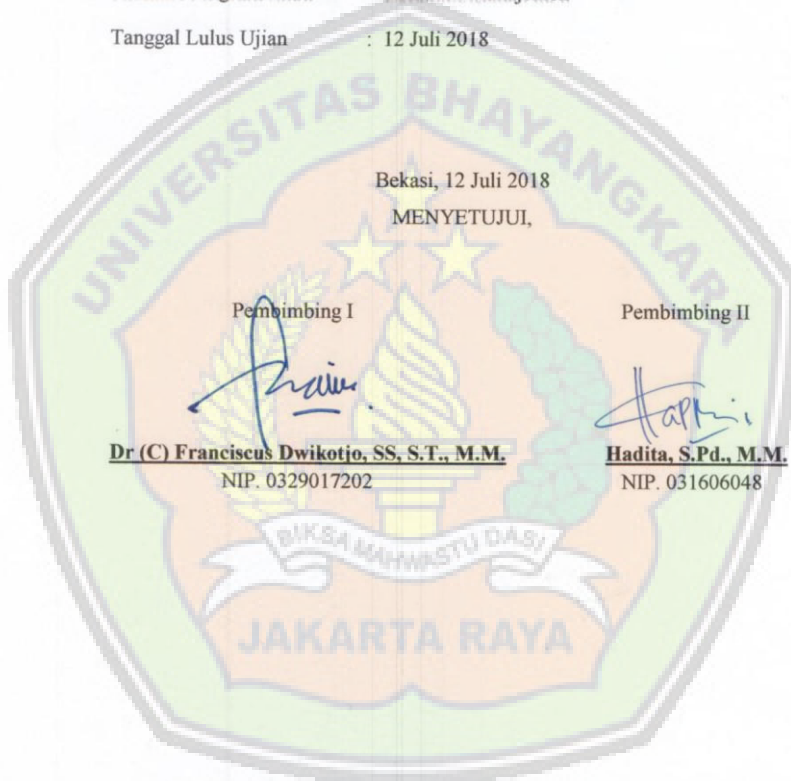 Tanggal Lulus Ujian : 12 Juli 2018
UNIVERSITAS BHAYANGKARA
Bekasi, 12 Juli 2018
MENYETUJUI,
Pembimbing I Pembimbing II
Dr (C) Franciscus Dwikotjo, SS, S.T., M.M. Hadita, S.Pd., M.M.
NIP. 0329017202 NIP. 031606048
BIKSA MAHWASTU DASI
JAKARTA RAYA